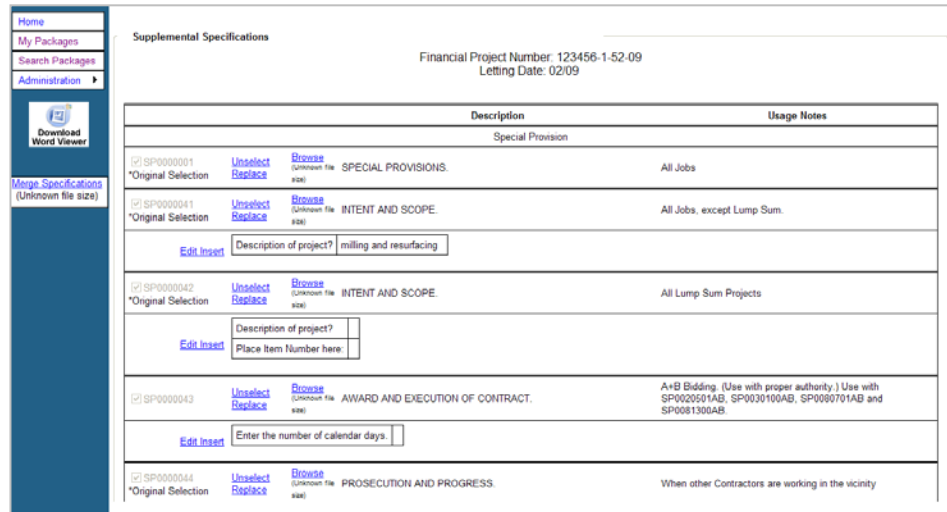 Home
My Packages
Search Packages
Administration
Download
Word Viewer
Merge Specifications
(Unknown file size)
Supplemental Specifications
Financial Project Number: 123456-1-52-09
Letting Date: 02/09
Description Usage Notes
Special Provision
SP0000001 Unselect Browse
*Original Selection Replace (Unknown file size) SPECIAL PROVISIONS. All Jobs
SP0000041 Unselect Browse
*Original Selection Replace (Unknown file size) INTENT AND SCOPE. All Jobs, except Lump Sum.
Edit Insert Description of project? milling and resurfacing
SP0000042 Unselect Browse
*Original Selection Replace (Unknown file size) INTENT AND SCOPE. All Lump Sum Projects
Description of project?
Edit Insert Place Item Number here:
SP0000043 Unselect Browse
Replace (Unknown file size) AWARD AND EXECUTION OF CONTRACT.
A+B Bidding. (Use with proper authority.) Use with
SP0020501AB, SP0030100AB, SP0080701AB and
SP0081300AB.
Edit Insert Enter the number of calendar days.
SP0000044 Unselect Browse
*Original Selection Replace (Unknown file size) PROSECUTION AND PROGRESS. When other Contractors are working in the vicinity